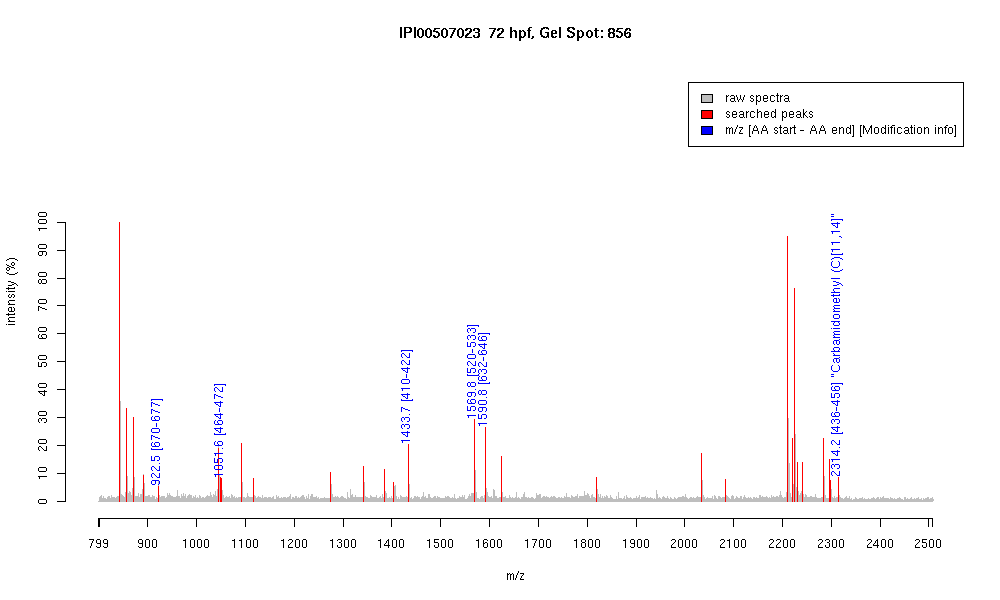 IPI00507023 72 hpf, Gel Spot: 856
raw spectra
searched peaks
m/z [AA start - AA end] [Modification info]
intensity (%)
100
90
80
70
60
50
40
30
20
10
0
922.5 [670-677]
1051.6 [464-472]
1433.7 [410-422]
1569.8 [520-533]
1590.8 [632-646]
2314.2 [436-456] "Carbamidomethyl (C)[11,14]"
799 900 1000 1100 1200 1300 1400 1500 1600 1700 1800 1900 2000 2100 2200 2300 2400 2500
m/z